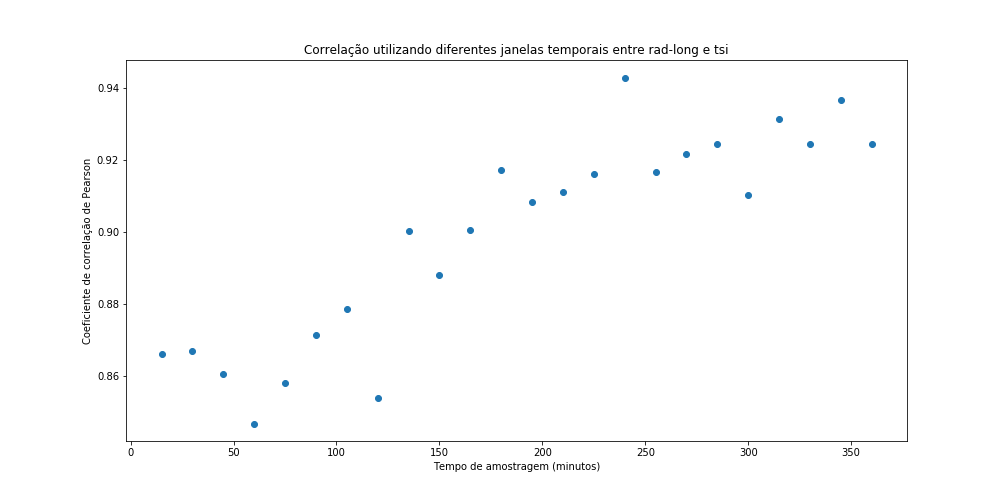 Correlação utilizando diferentes janelas temporais entre rad-long e tsi
Coeficiente de correlação de Pearson
0.94
0.92
0.90
0.88
0.86
0 50 100 150 200 250 300 350
Tempo de amostragem (minutos)